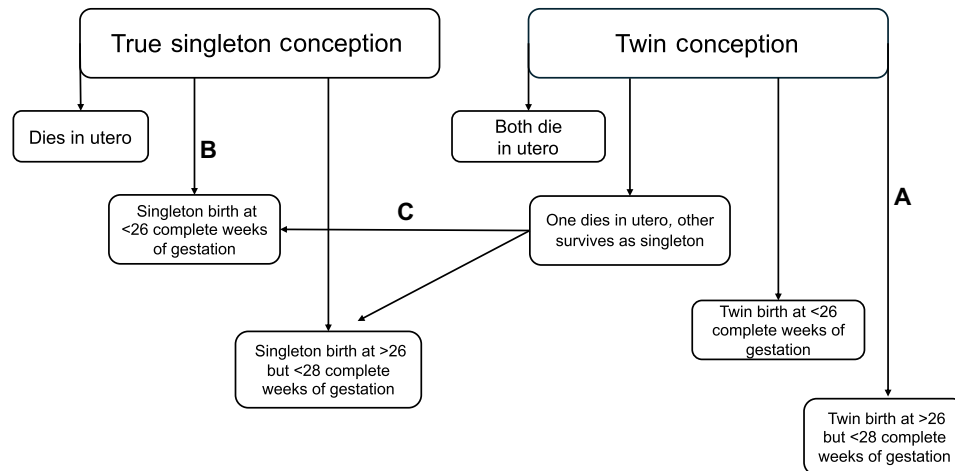 True singleton conception
Twin conception
Dies in utero
Both die
in utero
B
A
C
Singleton birth at
<26 complete weeks
of gestation
One dies in utero, other
survives as singleton
Twin birth at <26
complete weeks of
gestation
Singleton birth at >26
but <28 complete
weeks of gestation
Twin birth at >26
but <28 complete
weeks of gestation